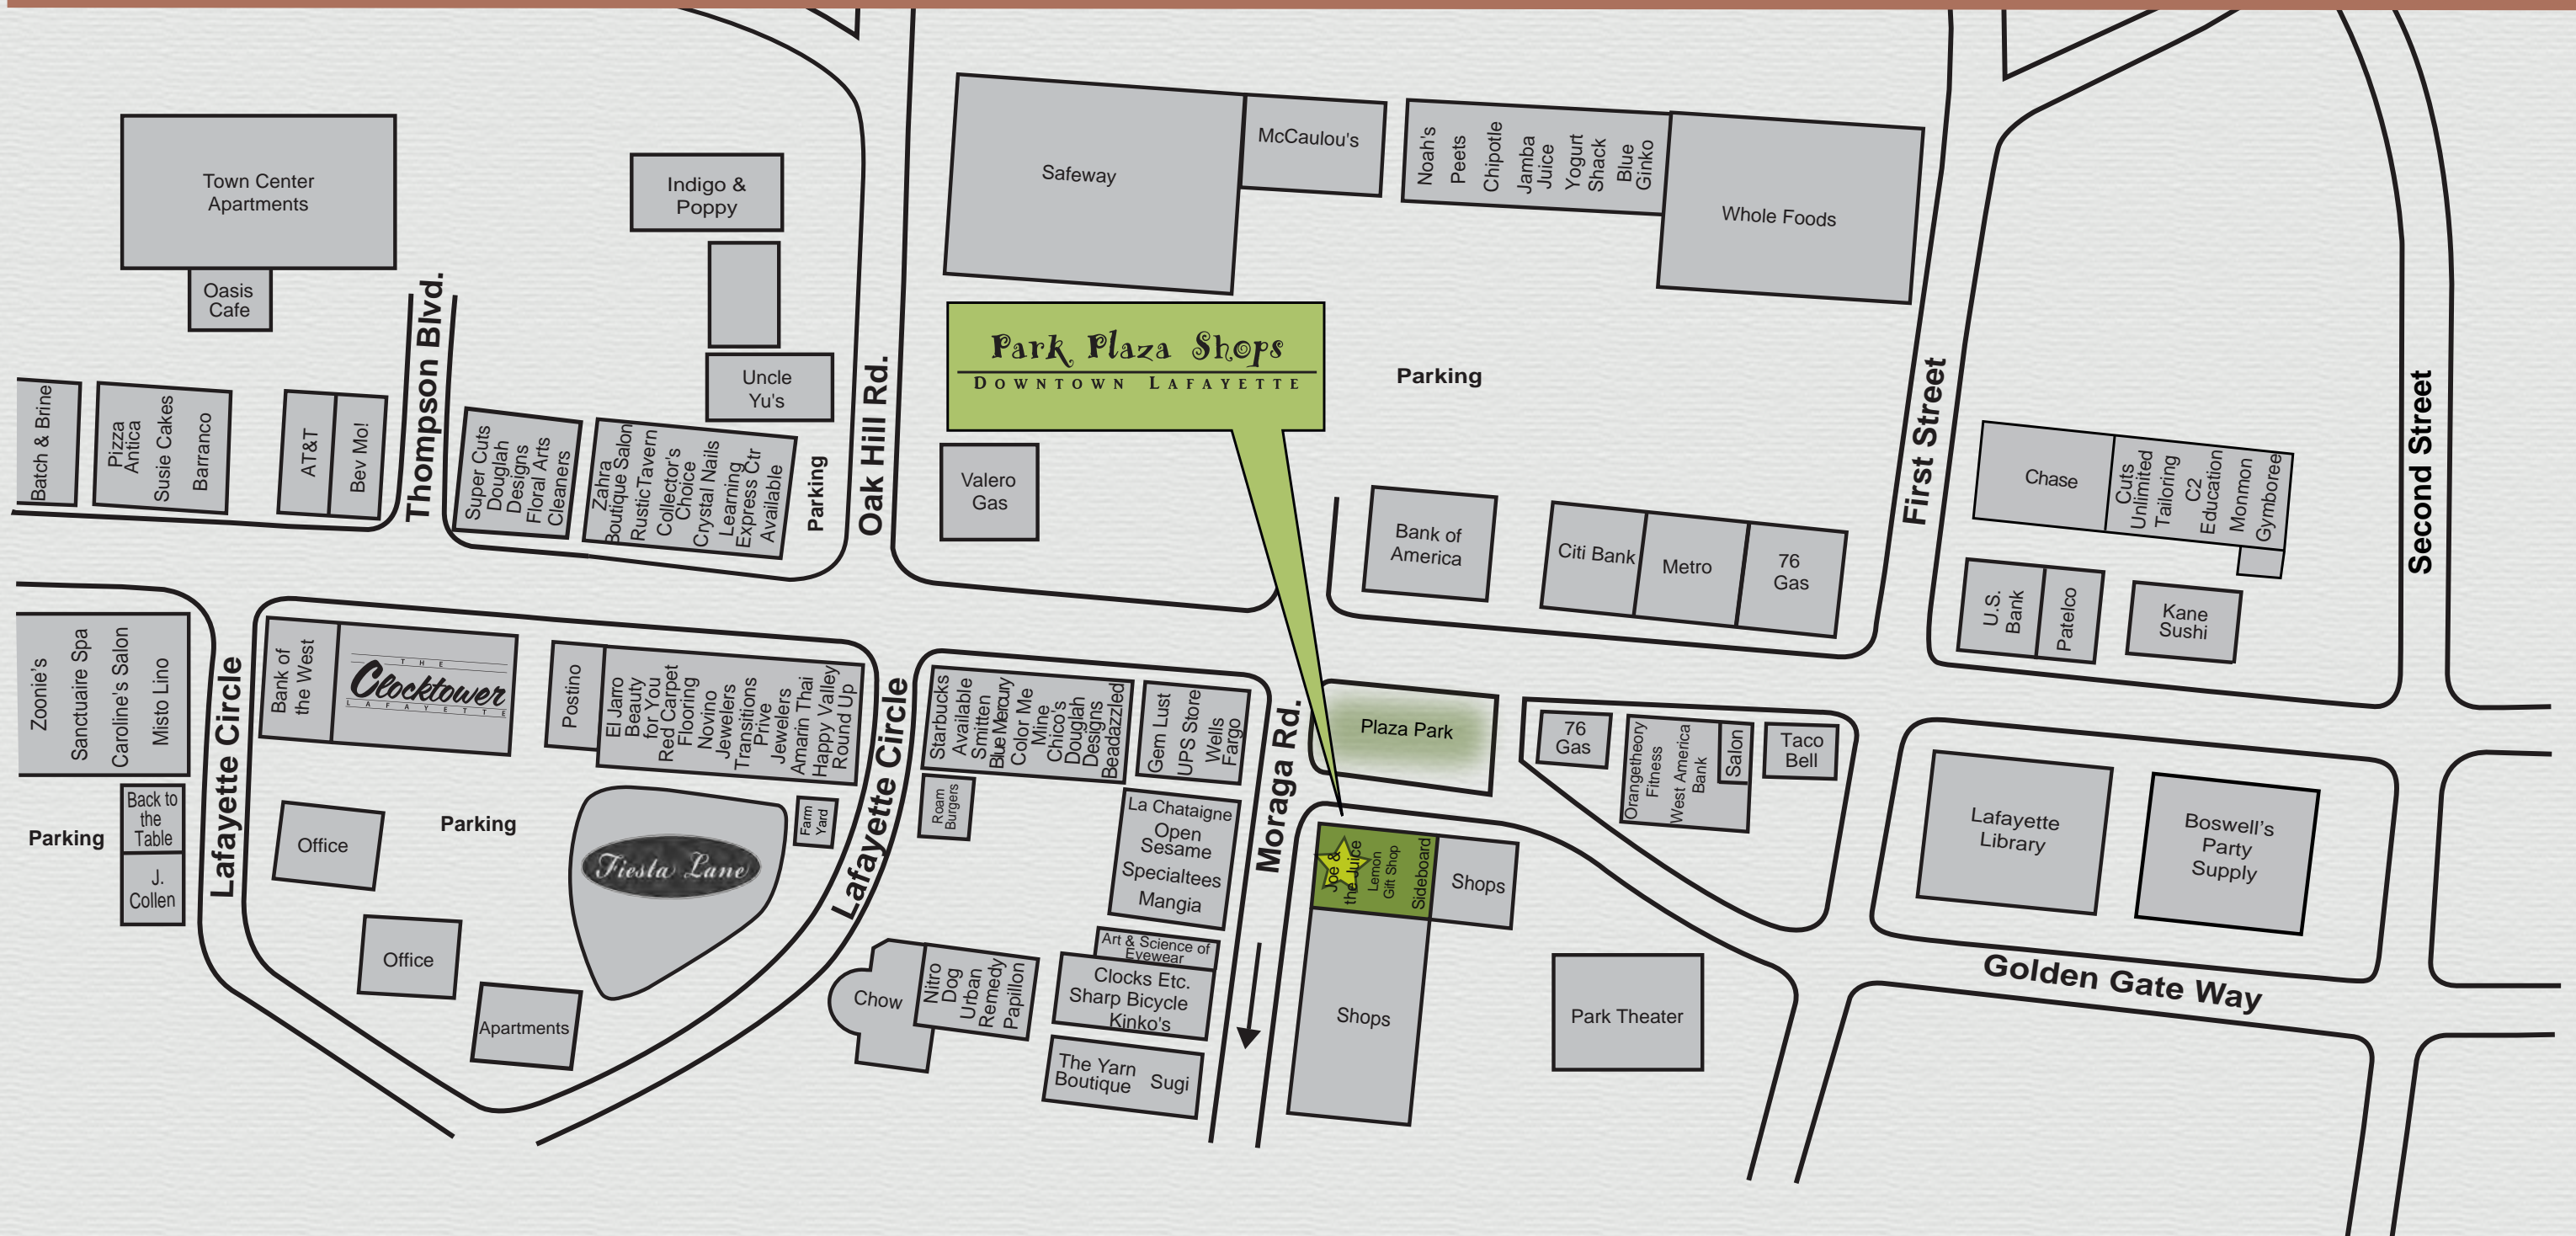 Town Center
Apartments
Oasis
Cafe
Indigo &
Poppy
Uncle
Yu's
Safeway
McCaulou's
Noah's
Peets
Chipotle
Jamba
Juice
Yogurt
Shack
Blue
Ginko
Whole Foods
Park Plaza Shops
DOWNTOWN LAFAYETTE
Parking
Valero
Gas
Bank of
America
Citi Bank
Metro
76
Gas
Thompson Blvd.
Oak Hill Rd.
First Street
Second Street
Batch & Brine
Pizza
Antica
Susie Cakes
Barranco
AT&T
Bev Mo!
Super Cuts
Douglah
Designs
Floral Arts
Cleaners
Zahra
Boutique Salon
RusticTavern
Collector's
Choice
Crystal Nails
Learning
Express Ctr
Available
Parking
Chase
Cuts
Unlimited
Tailoring
C2
Education
Monmon
Gymboree
U.S.
Bank
Patelco
Kane
Sushi
Zoonie's
Sanctuaire Spa
Caroline's Salon
Misto Lino
Back to
the
Table
J.
Collen
Parking
Lafayette Circle
Bank of
the West
THE
Clocktower
LAFAYETTE
Postino
El Jarro
Beauty
for You
Red Carpet
Flooring
Novino
Jewelers
Transitions
Prive
Jewelers
Amarin Thai
Happy Valley
Round Up
Office
Parking
Fiesta Lane
Farm
Yard
Office
Apartments
Lafayette Circle
Starbucks
Available
Smitten
Blue Mercury
Color Me
Mine
Chico's
Douglah
Designs
Beadazzled
Gem Lust
UPS Store
Wells
Fargo
Roam
Burgers
La Chataigne
Open
Sesame
Specialtees
Mangia
Art & Science of
Eyewear
Clocks Etc.
Sharp Bicycle
Kinko's
The Yarn
Boutique
Sugi
Chow
Nitro
Dog
Urban
Remedy
Papillon
Moraga Rd.
Plaza Park
Joe &
the Juice
Lemon
Gift Shop
Sideboard
Shops
Shops
76
Gas
Orangetheory
Fitness
West America
Bank
Salon
Taco
Bell
Park Theater
Lafayette
Library
Boswell's
Party
Supply
Golden Gate Way